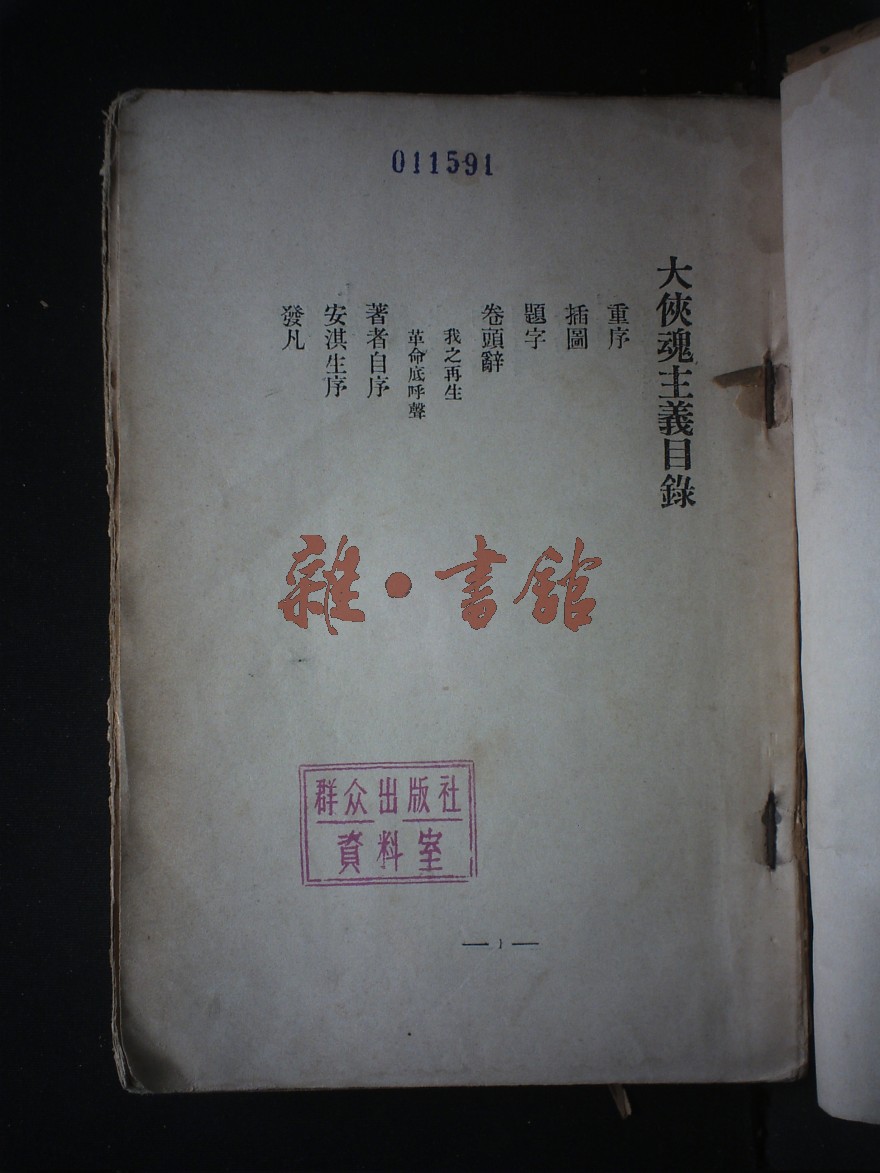 011591
大俠魂主義目錄
重序
插圖
題字
卷頭辭
我之再生
革命底呼聲
著者自序
安淇生序
發凡
雜·書館
群众出版社
資料室
— 1 —